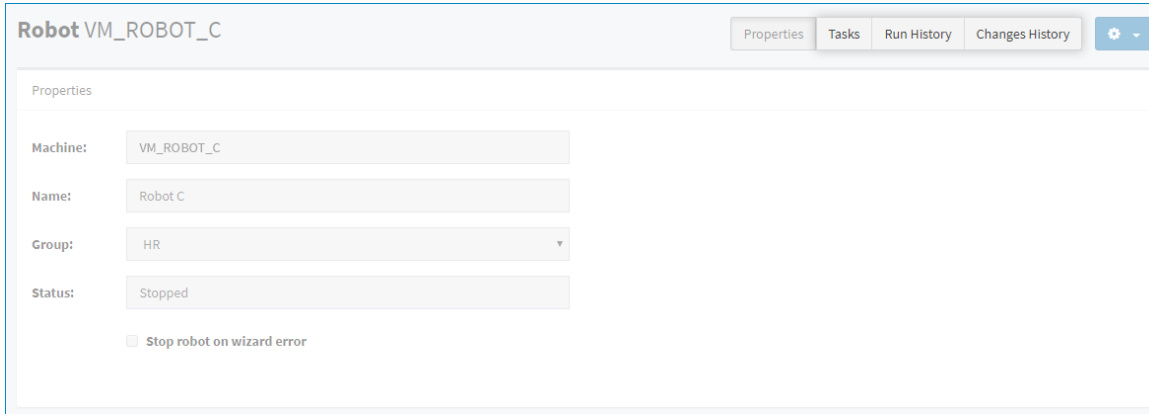 Robot VM_ROBOT_C
Properties Tasks Run History Changes History
Properties
Machine: VM_ROBOT_C
Name: Robot C
Group: HR
Status: Stopped
Stop robot on wizard error